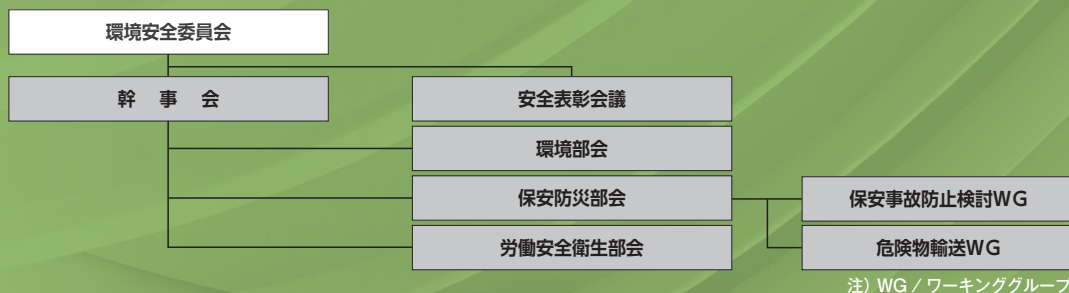 環境安全委員会
幹　事　会
安全表彰会議
環境部会
保安防災部会
保安事故防止検討WG
労働安全衛生部会
危険物輸送WG
注）WG／ワーキンググループ